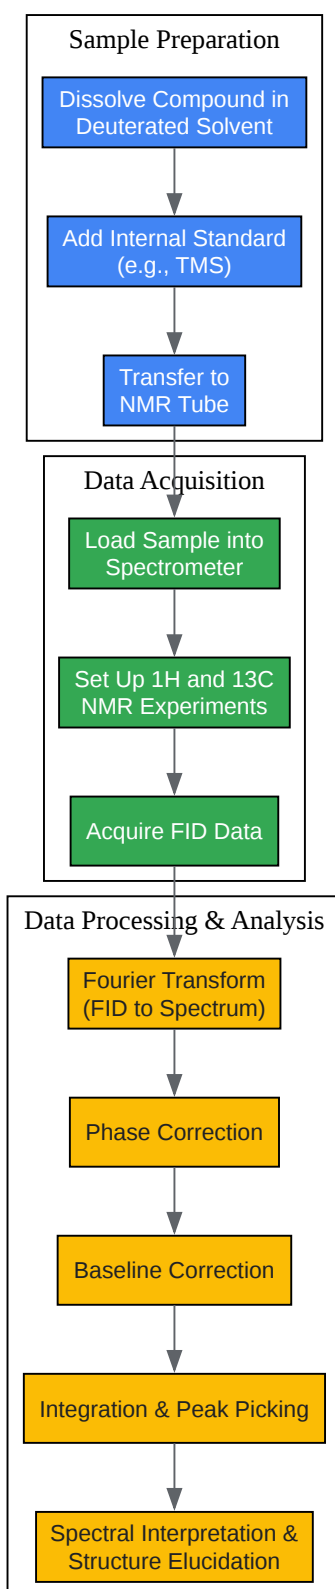 Sample Preparation
Dissolve Compound in
Deuterated Solvent
Add Internal Standard
(e.g., TMS)
Transfer to
NMR Tube
Data Acquisition
Load Sample into
Spectrometer
Set Up 1H and 13C
NMR Experiments
Acquire FID Data
Data Processing & Analysis
Fourier Transform
(FID to Spectrum)
Phase Correction
Baseline Correction
Integration & Peak Picking
Spectral Interpretation &
Structure Elucidation